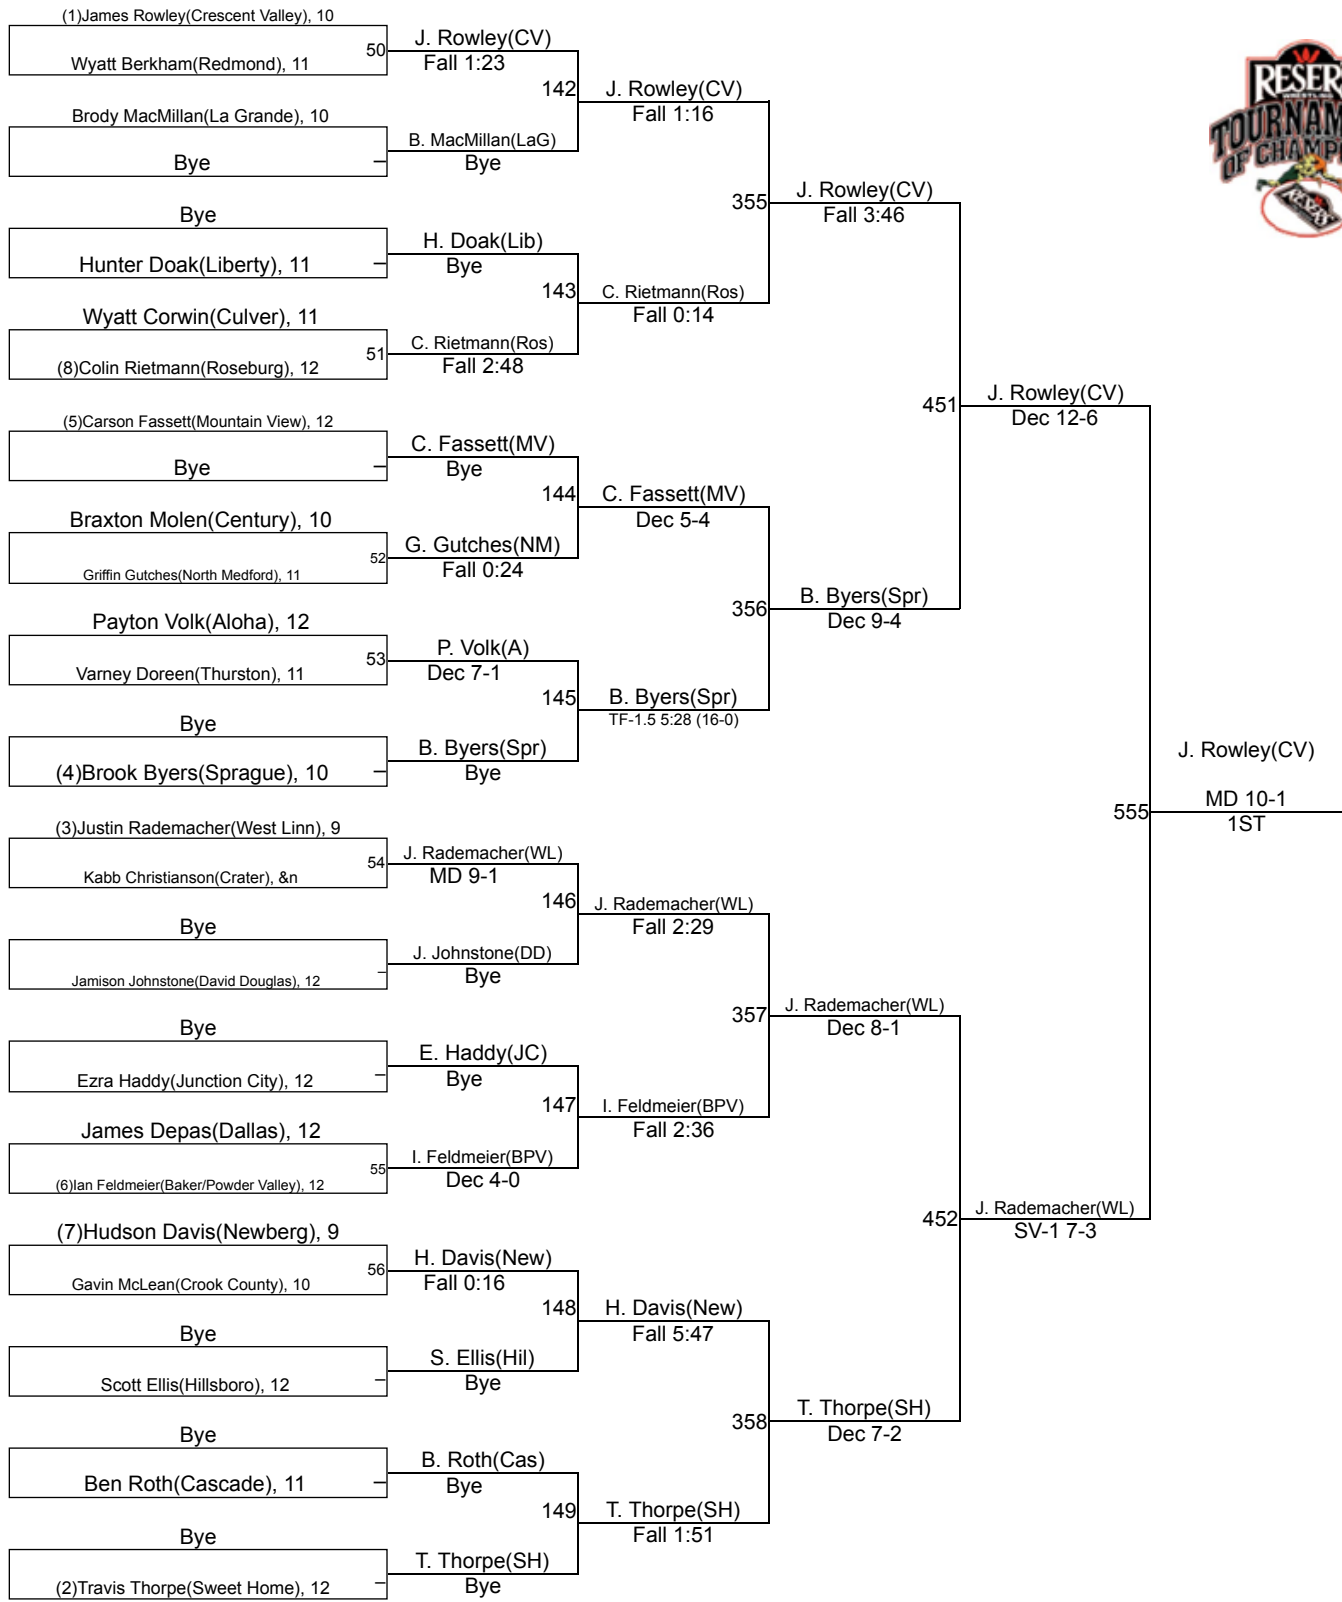 (1)James Rowley(Crescent Valley), 10
Wyatt Berkham(Redmond), 11
50
J. Rowley(CV)
Fall 1:23
Brody MacMillan(La Grande), 10
Bye
B. MacMillan(LaG)
Bye
142
J. Rowley(CV)
Fall 1:16
Bye
Hunter Doak(Liberty), 11
H. Doak(Lib)
Bye
Wyatt Corwin(Culver), 11
(8)Colin Rietmann(Roseburg), 12
51
C. Rietmann(Ros)
Fall 2:48
143
C. Rietmann(Ros)
Fall 0:14
355
J. Rowley(CV)
Fall 3:46
(5)Carson Fassett(Mountain View), 12
Bye
C. Fassett(MV)
Bye
Braxton Molen(Century), 10
Griffin Gutches(North Medford), 11
52
G. Gutches(NM)
Fall 0:24
144
C. Fassett(MV)
Dec 5-4
Payton Volk(Aloha), 12
Varney Doreen(Thurston), 11
53
P. Volk(A)
Dec 7-1
Bye
(4)Brook Byers(Sprague), 10
B. Byers(Spr)
Bye
145
B. Byers(Spr)
TF-1.5 5:28 (16-0)
356
B. Byers(Spr)
Dec 9-4
451
J. Rowley(CV)
Dec 12-6
(3)Justin Rademacher(West Linn), 9
Kabb Christianson(Crater), &n
54
J. Rademacher(WL)
MD 9-1
Bye
Jamison Johnstone(David Douglas), 12
J. Johnstone(DD)
Bye
146
J. Rademacher(WL)
Fall 2:29
Bye
Ezra Haddy(Junction City), 12
E. Haddy(JC)
Bye
James Depas(Dallas), 12
(6)Ian Feldmeier(Baker/Powder Valley), 12
55
I. Feldmeier(BPV)
Dec 4-0
147
I. Feldmeier(BPV)
Fall 2:36
357
J. Rademacher(WL)
Dec 8-1
(7)Hudson Davis(Newberg), 9
Gavin McLean(Crook County), 10
56
H. Davis(New)
Fall 0:16
Bye
Scott Ellis(Hillsboro), 12
S. Ellis(Hil)
Bye
148
H. Davis(New)
Fall 5:47
Bye
Ben Roth(Cascade), 11
B. Roth(Cas)
Bye
Bye
(2)Travis Thorpe(Sweet Home), 12
T. Thorpe(SH)
Bye
149
T. Thorpe(SH)
Fall 1:51
358
T. Thorpe(SH)
Dec 7-2
452
J. Rademacher(WL)
SV-1 7-3
555
J. Rowley(CV)
MD 10-1
1ST
RESER
TOURNAM
OF CHAMP